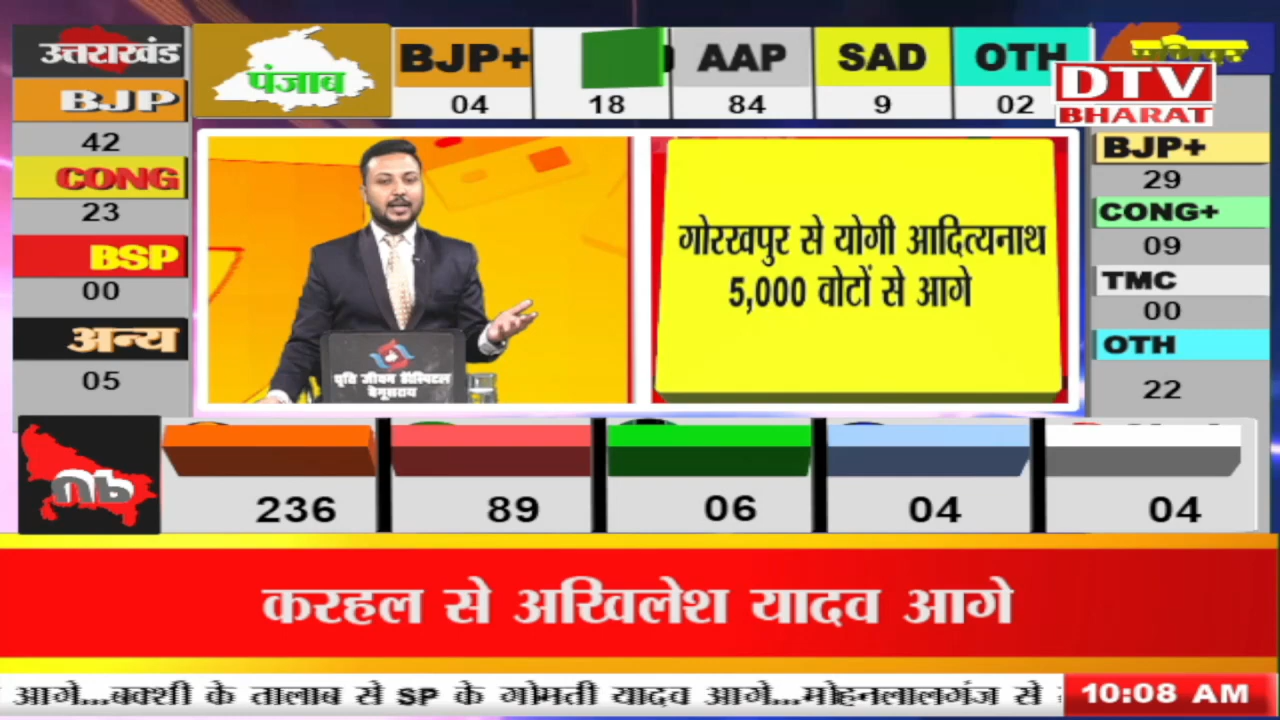 उत्तराखंड
BJP
42
CONG
23
BSP
00
अन्य
05
पंजाब
BJP+
04
18
AAP
84
SAD
9
OTH
02
DTV
BHARAT
BJP+
29
CONG+
09
TMC
00
OTH
22
गोरखपुर से योगी आदित्यनाथ
5,000 वोटों से आगे
हॉस्पिटल
बेगूसराय
236
89
06
04
04
करहल से अखिलेश यादव आगे
आगे...बक्शी के तालाब से SP के गोमती यादव आगे...मोहनलालगंज से
10:08 AM